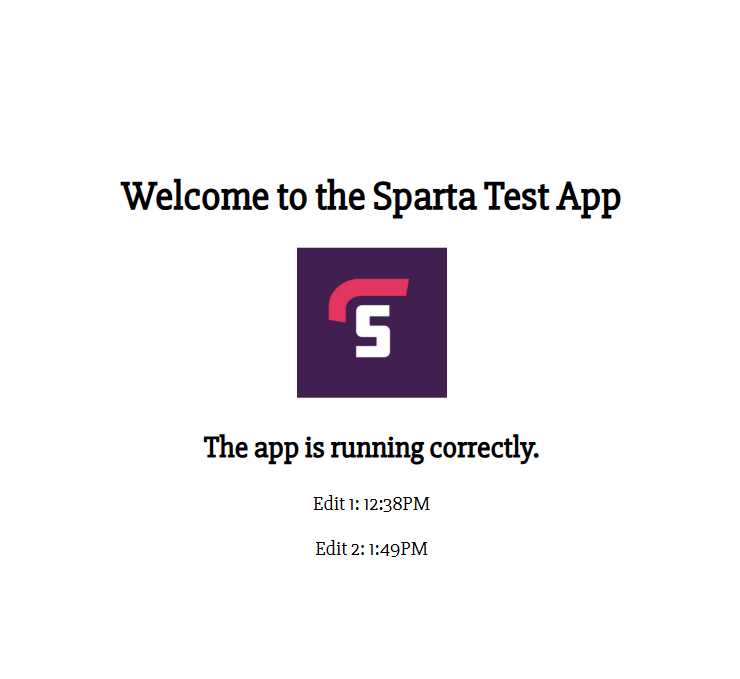 Welcome to the Sparta Test App
S
The app is running correctly.
Edit 1: 12:38PM
Edit 2: 1:49PM